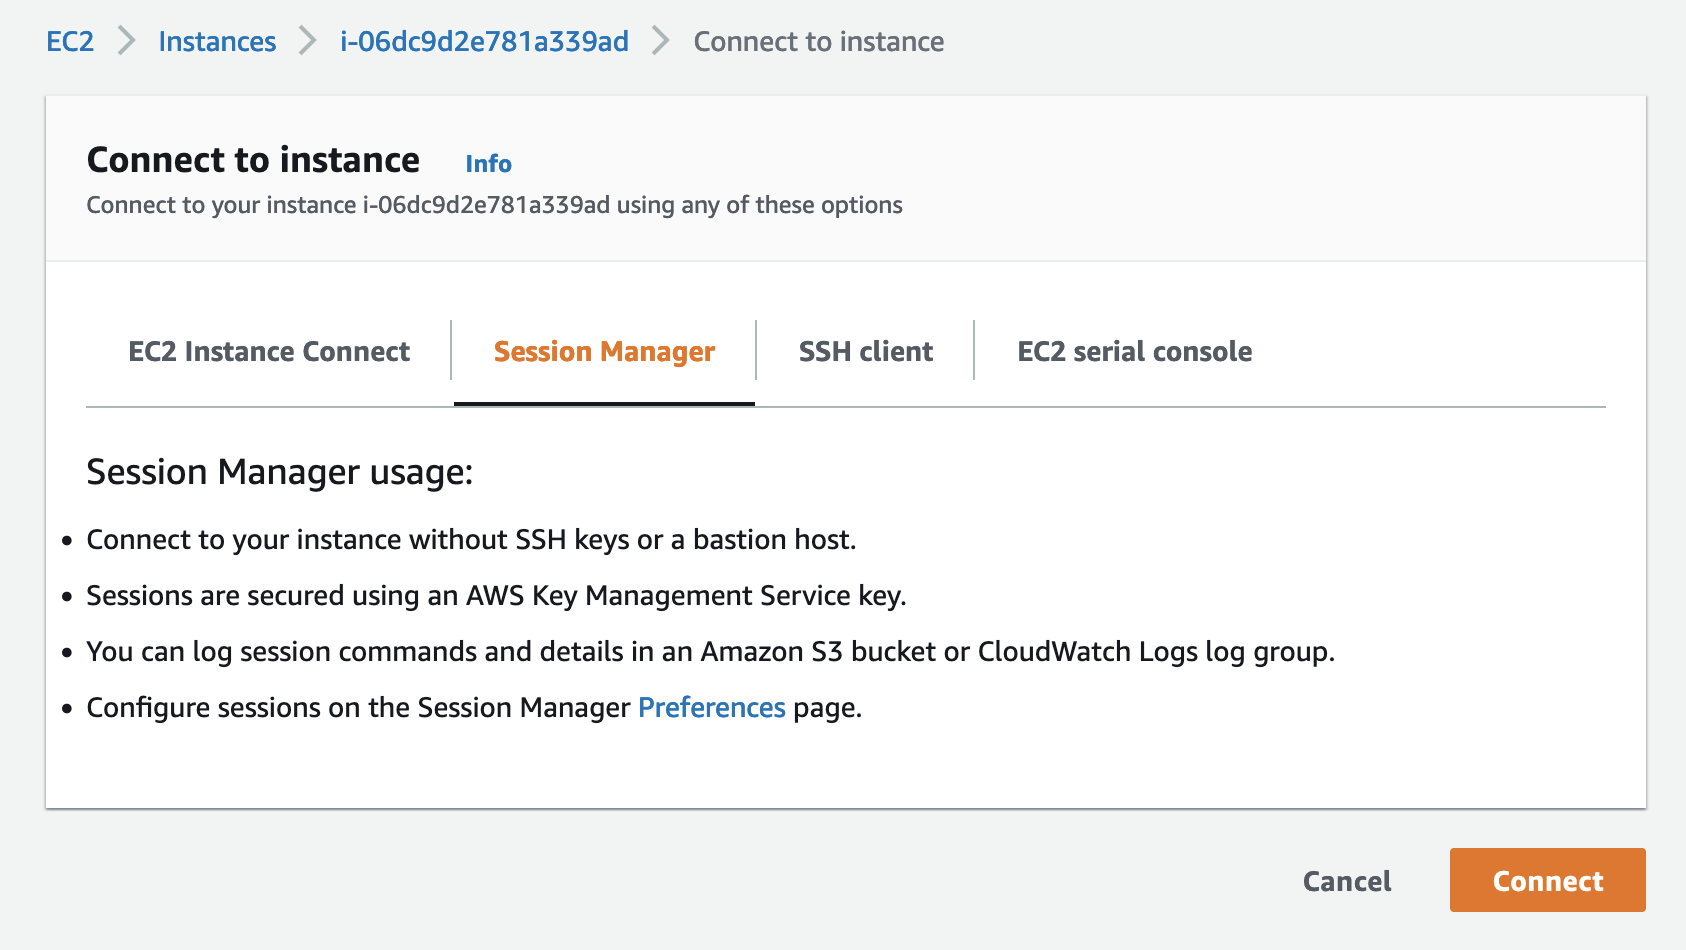 EC2 Instances i-06dc9d2e781a339ad Connect to instance
Connect to instance Info
Connect to your instance i-06dc9d2e781a339ad using any of these options
EC2 Instance Connect Session Manager SSH client EC2 serial console
Session Manager usage:
• Connect to your instance without SSH keys or a bastion host.
• Sessions are secured using an AWS Key Management Service key.
• You can log session commands and details in an Amazon S3 bucket or CloudWatch Logs log group.
• Configure sessions on the Session Manager Preferences page.
Cancel Connect